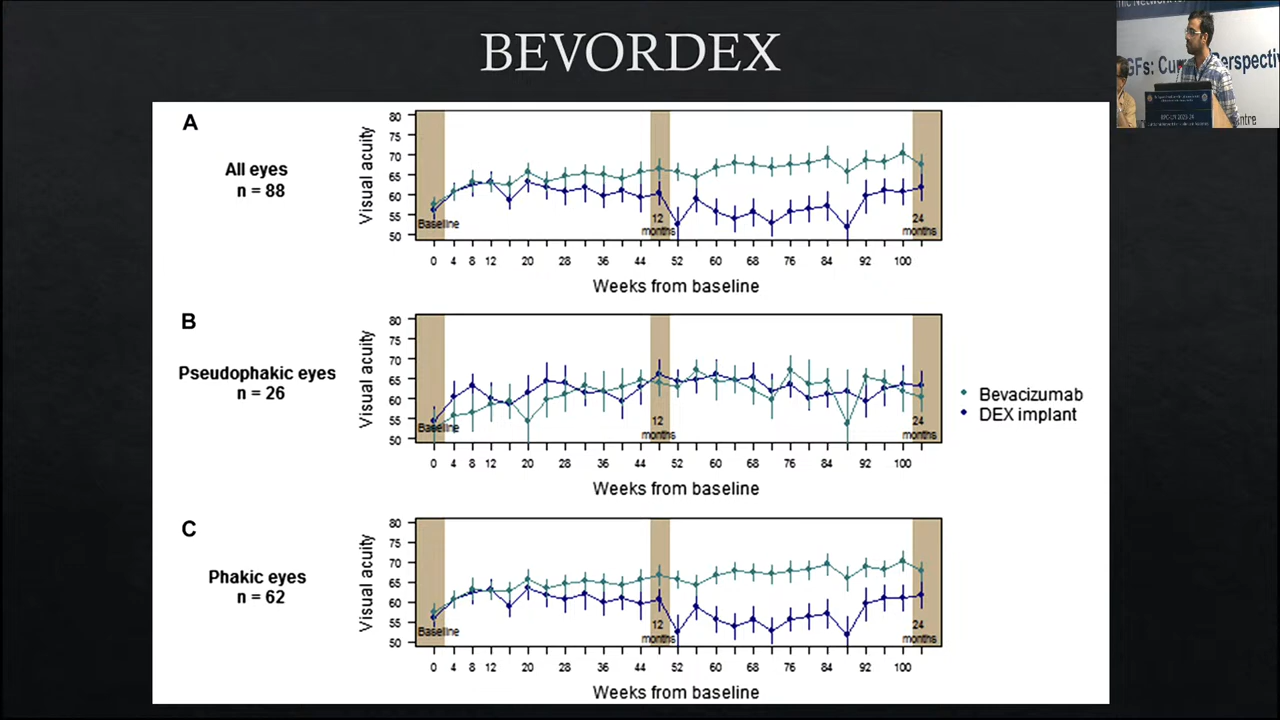 BEVORDEX
A
All eyes
n = 88
Visual acuity
80
75
70
65
60
55
50
Baseline
12
months
24
months
0 4 8 12 20 28 36 44 52 60 68 76 84 92 100
Weeks from baseline
B
Pseudophakic eyes
n = 26
Visual acuity
80
75
70
65
60
55
50
Baseline
12
months
24
months
0 4 8 12 20 28 36 44 52 60 68 76 84 92 100
Weeks from baseline
Bevacizumab
DEX implant
C
Phakic eyes
n = 62
Visual acuity
80
75
70
65
60
55
50
Baseline
12
months
24
months
0 4 8 12 20 28 36 44 52 60 68 76 84 92 100
Weeks from baseline